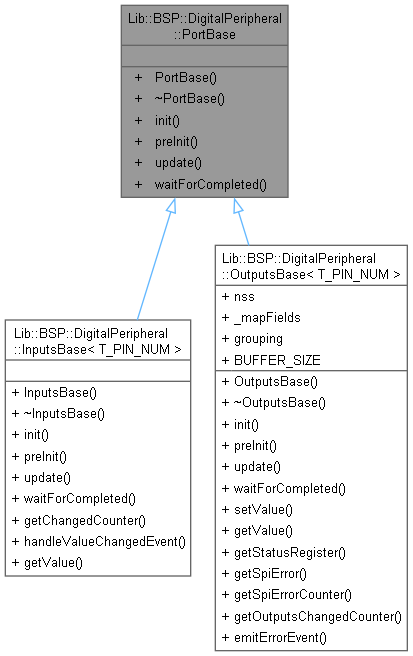 Lib::BSP::DigitalPeripheral
::PortBase
+ PortBase()
+ ~PortBase()
+ init()
+ preInit()
+ update()
+ waitForCompleted()
Lib::BSP::DigitalPeripheral
::InputsBase< T_PIN_NUM >
+ InputsBase()
+ ~InputsBase()
+ init()
+ preInit()
+ update()
+ waitForCompleted()
+ getChangedCounter()
+ handleValueChangedEvent()
+ getValue()
Lib::BSP::DigitalPeripheral
::OutputsBase< T_PIN_NUM >
+ nss
+ _mapFields
+ grouping
+ BUFFER_SIZE
+ OutputsBase()
+ ~OutputsBase()
+ init()
+ preInit()
+ update()
+ waitForCompleted()
+ setValue()
+ getValue()
+ getStatusRegister()
+ getSpiError()
+ getSpiErrorCounter()
+ getOutputsChangedCounter()
+ emitErrorEvent()